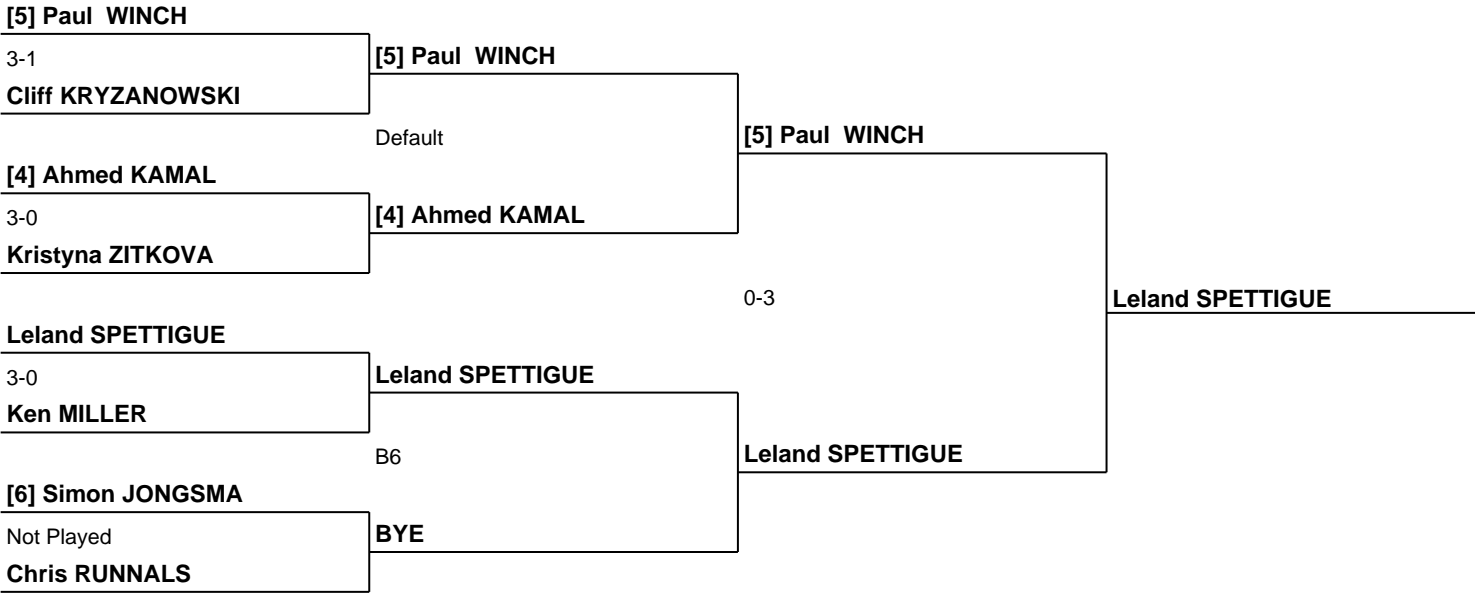 [5] Paul  WINCH
3-1
[5] Paul  WINCH
Cliff KRYZANOWSKI
Default
[5] Paul  WINCH
[4] Ahmed KAMAL
3-0
[4] Ahmed KAMAL
Kristyna ZITKOVA
0-3
Leland SPETTIGUE
Leland SPETTIGUE
3-0
Leland SPETTIGUE
Ken MILLER
B6
Leland SPETTIGUE
[6] Simon JONGSMA
Not Played
BYE
Chris RUNNALS